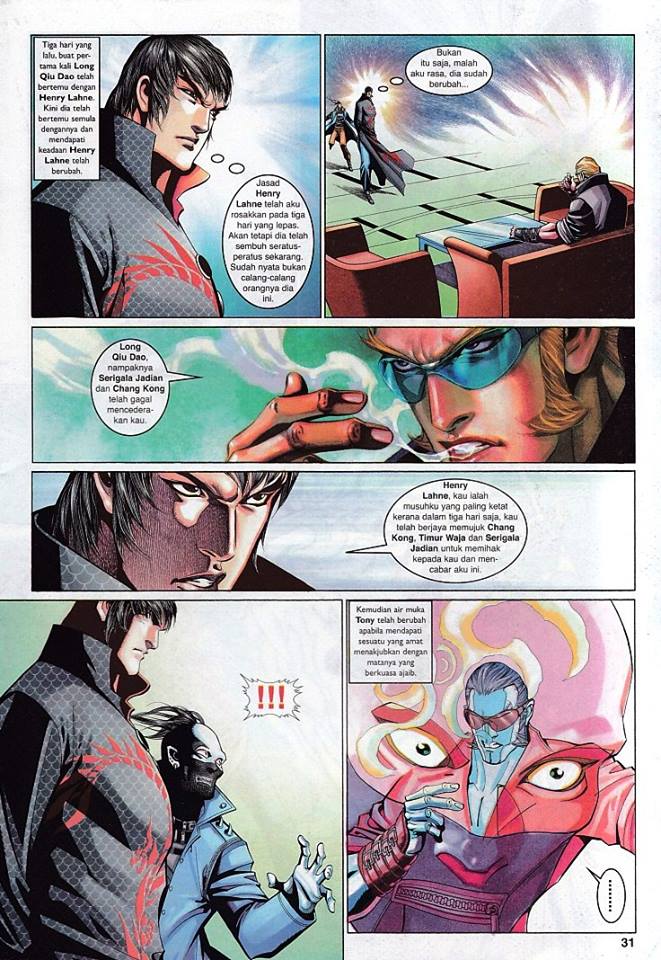 Tiga hari yang
lalu, buat per-
tama kali Long
Qiu Dao telah
bertemu dengan
Henry Lahne.
Kini dia telah
bertemu semula
dengannya dan
mendapati
keadaan Henry
Lahne telah
berubah.
Jasad
Henry
Lahne telah aku
rosakkan pada tiga
hari yang lepas.
Akan tetapi dia telah
sembuh seratus-
peratus sekarang.
Sudah nyata bukan
calang-calang
orangnya dia
ini.
Bukan
itu saja, malah
aku rasa, dia sudah
berubah...
Long
Qiu Dao,
nampaknya
Serigala Jadian
dan Chang Kong
telah gagal
mencedera-
kan kau.
Henry
Lahne, kau ialah
musuhku yang paling ketat
kerana dalam tiga hari saja, kau
telah berjaya memujuk Chang
Kong, Timur Waja dan Serigala
Jadian untuk memihak
kepada kau dan men-
cabar aku ini.
!!!
Kemudian air muka
Tony telah berubah
apabila mendapati
sesuatu yang amat
menakjubkan dengan
matanya yang
berkuasa ajaib.
.......
31